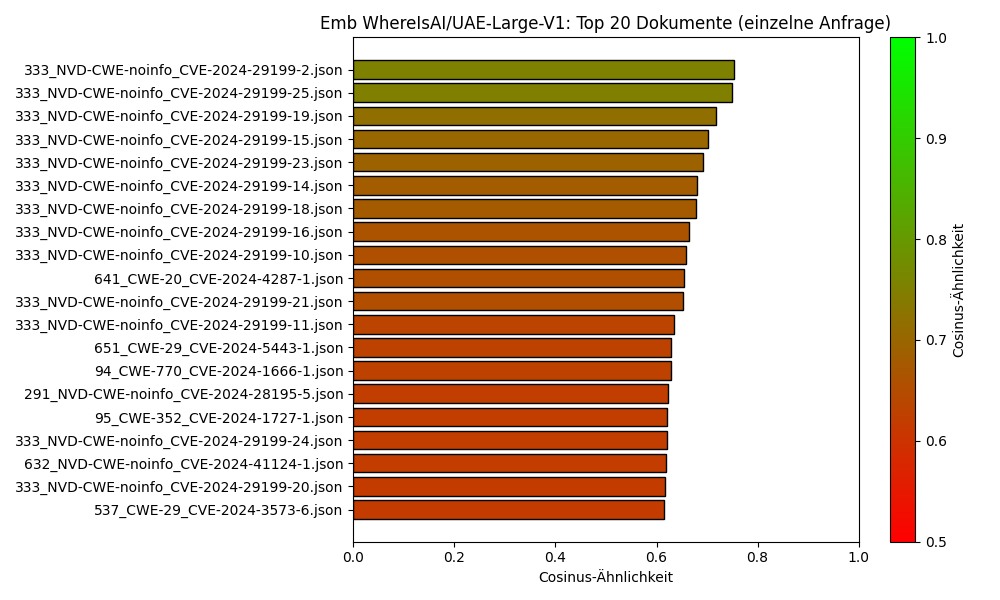 Emb WhereIsAI/UAE-Large-V1: Top 20 Dokumente (einzelne Anfrage)
333_NVD-CWE-noinfo_CVE-2024-29199-2.json
333_NVD-CWE-noinfo_CVE-2024-29199-25.json
333_NVD-CWE-noinfo_CVE-2024-29199-19.json
333_NVD-CWE-noinfo_CVE-2024-29199-15.json
333_NVD-CWE-noinfo_CVE-2024-29199-23.json
333_NVD-CWE-noinfo_CVE-2024-29199-14.json
333_NVD-CWE-noinfo_CVE-2024-29199-18.json
333_NVD-CWE-noinfo_CVE-2024-29199-16.json
333_NVD-CWE-noinfo_CVE-2024-29199-10.json
641_CWE-20_CVE-2024-4287-1.json
333_NVD-CWE-noinfo_CVE-2024-29199-21.json
333_NVD-CWE-noinfo_CVE-2024-29199-11.json
651_CWE-29_CVE-2024-5443-1.json
94_CWE-770_CVE-2024-1666-1.json
291_NVD-CWE-noinfo_CVE-2024-28195-5.json
95_CWE-352_CVE-2024-1727-1.json
333_NVD-CWE-noinfo_CVE-2024-29199-24.json
632_NVD-CWE-noinfo_CVE-2024-41124-1.json
333_NVD-CWE-noinfo_CVE-2024-29199-20.json
537_CWE-29_CVE-2024-3573-6.json
0.0 0.2 0.4 0.6 0.8 1.0
Cosinus-Ähnlichkeit
1.0
0.9
0.8
0.7
0.6
0.5
Cosinus-Ähnlichkeit